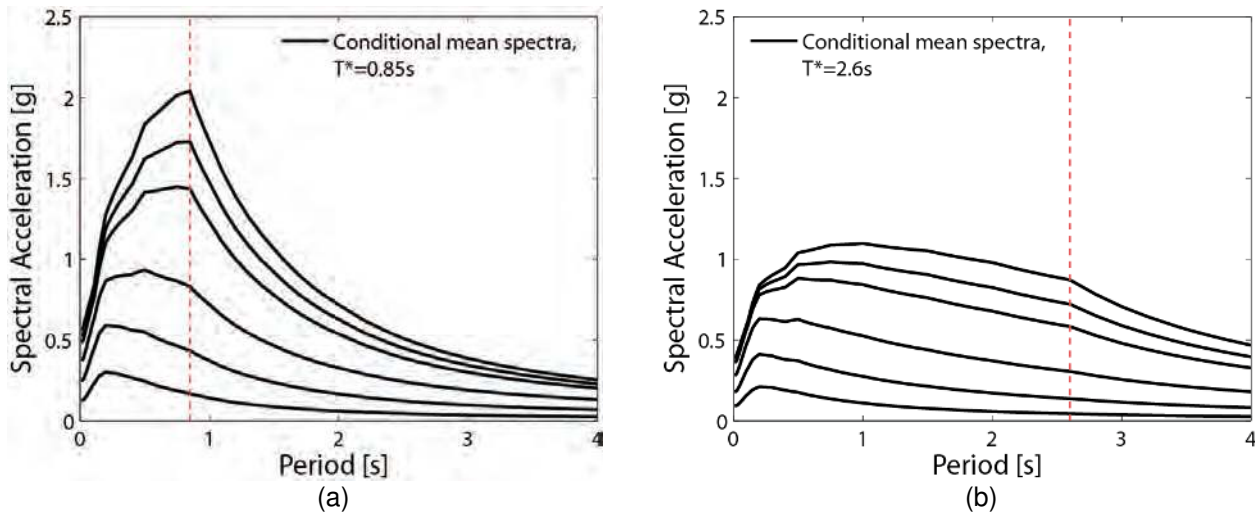 2.5
2
1.5
1
0.5
0
0
1
2
3
4
Spectral Acceleration [g]
Period [s]
Conditional mean spectra,
T*=0.85s
(a)
2.5
2
1.5
1
0.5
0
0
1
2
3
4
Spectral Acceleration [g]
Period [s]
Conditional mean spectra,
T*=2.6s
(b)